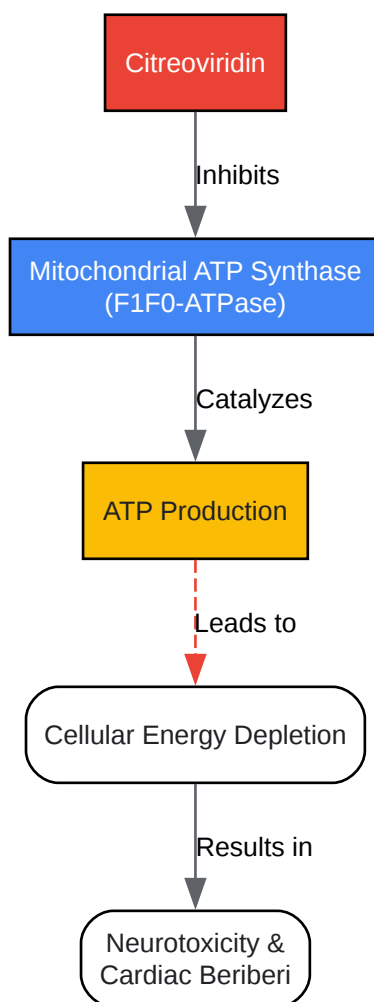 Citreoviridin
Inhibits
Mitochondrial ATP Synthase
(F1F0-ATPase)
Catalyzes
ATP Production
Leads to
Cellular Energy Depletion
Results in
Neurotoxicity &
Cardiac Beriberi